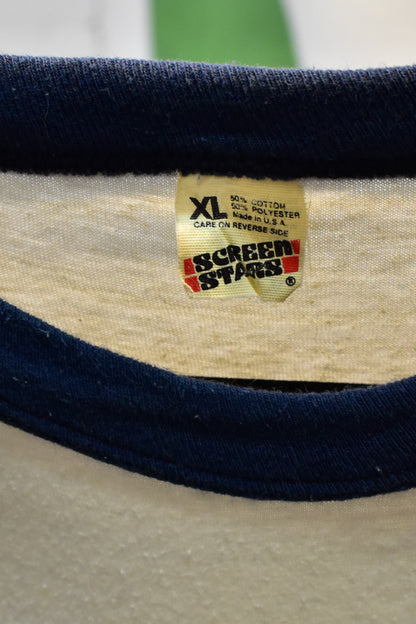 XL
50% COTTON
50% POLYESTER
Made in U.S.A.
CARE ON REVERSE SIDE
SCREEN
STARS
®